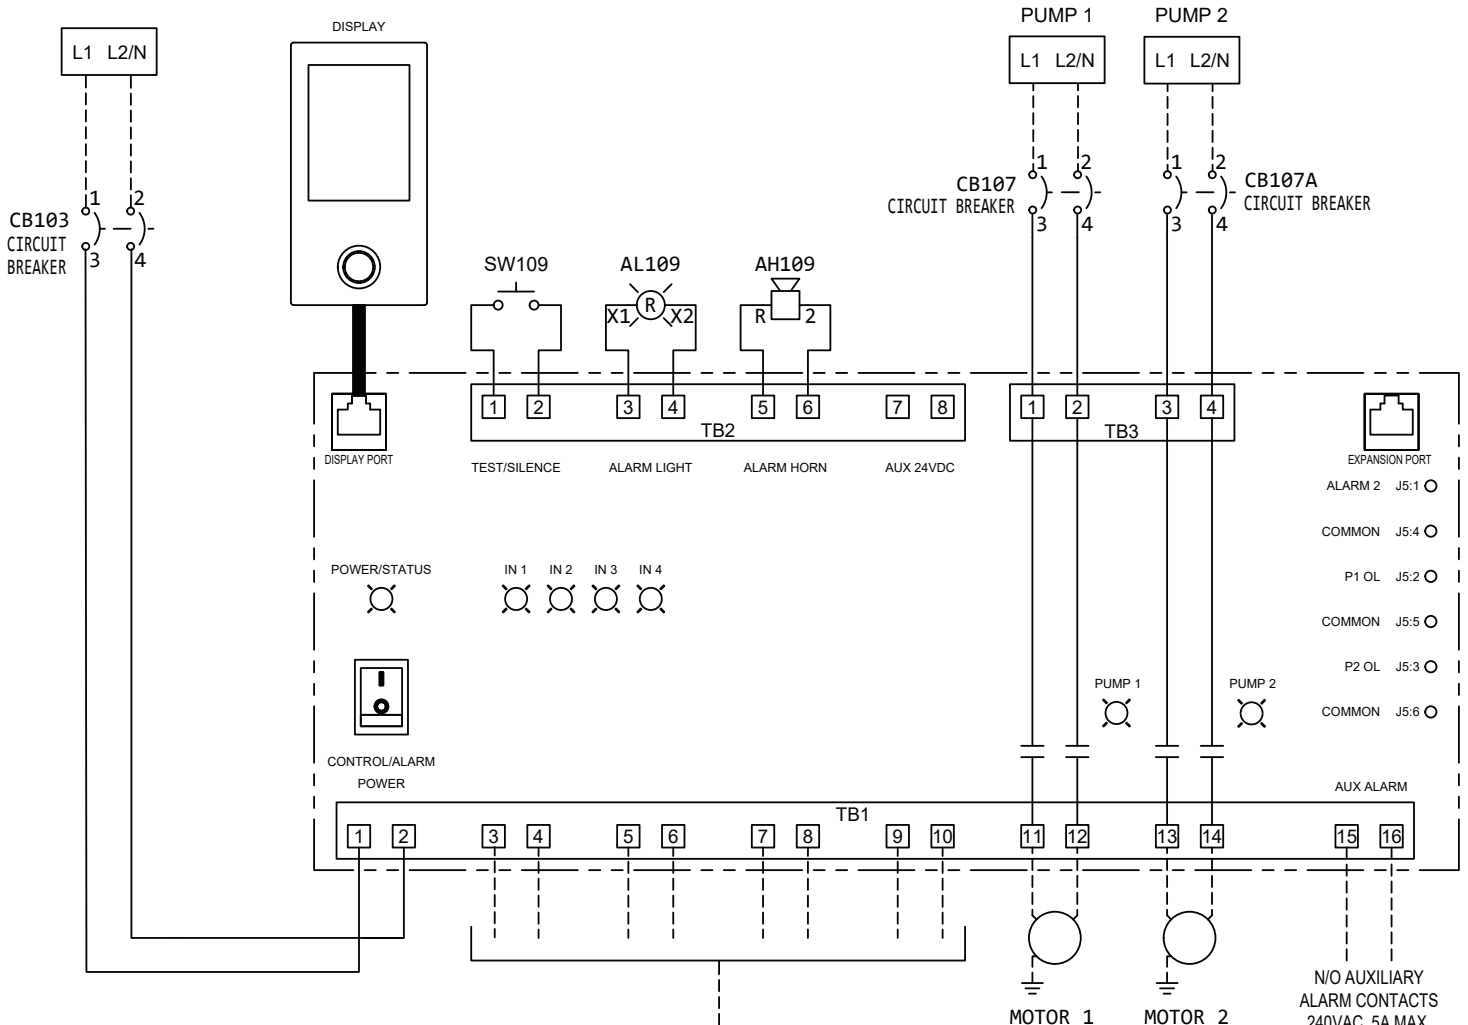 PUMP 1 PUMP 2
DISPLAY
L1 L2/N
L1 L2/N L1 L2/N
1 2
1 2 1 2
CB107 CIRCUIT BREAKER
CB107A CIRCUIT BREAKER
3 4 3 4
CB103
CIRCUIT
BREAKER
3 4
SW109 AL109 AH109
X1 R X2 R 2
1 2 3 4 5 6 7 8
TB2
1 2 3 4
TB3
DISPLAY PORT
TEST/SILENCE ALARM LIGHT ALARM HORN AUX 24VDC
EXPANSION PORT
ALARM 2 J5:1
COMMON J5:4
P1 OL J5:2
COMMON J5:5
P2 OL J5:3
COMMON J5:6
POWER/STATUS IN 1 IN 2 IN 3 IN 4
PUMP 1 PUMP 2
CONTROL/ALARM
POWER
AUX ALARM
TB1
1 2 3 4 5 6 7 8 9 10 11 12 13 14 15 16
MOTOR 1 MOTOR 2
N/O AUXILIARY
ALARM CONTACTS
240VAC, 5A MAX